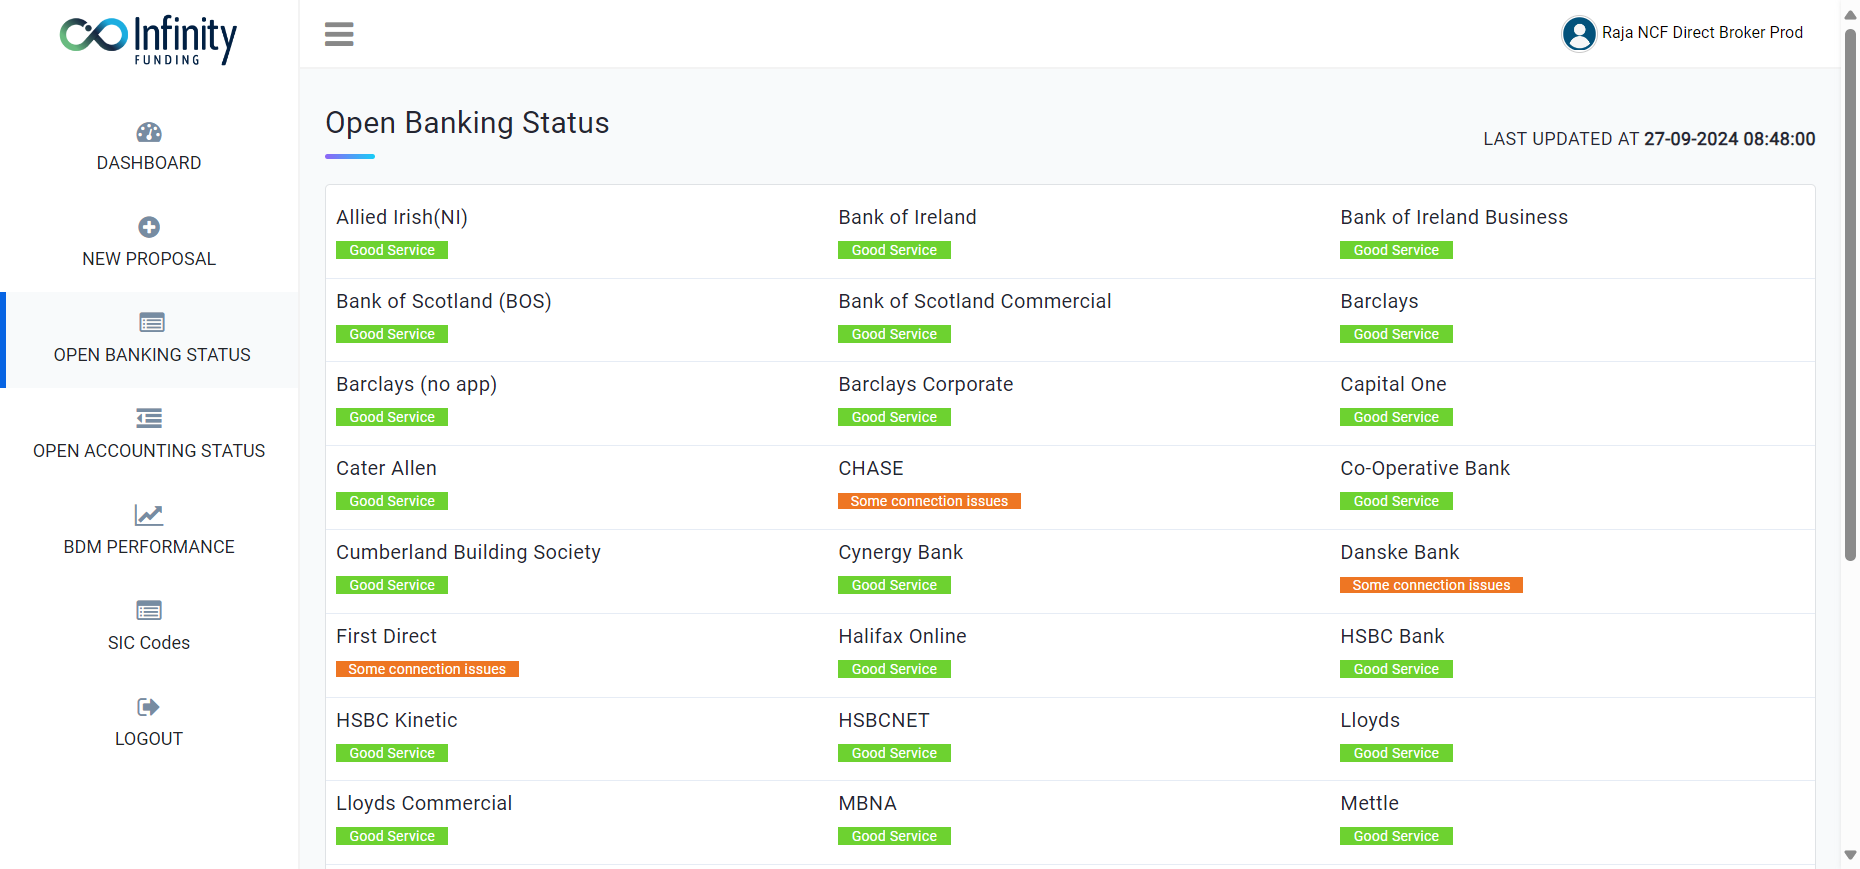 Infinity
FUNDING
Raja NCF Direct Broker Prod
DASHBOARD
NEW PROPOSAL
OPEN BANKING STATUS
OPEN ACCOUNTING STATUS
BDM PERFORMANCE
SIC Codes
LOGOUT
Open Banking Status
LAST UPDATED AT 27-09-2024 08:48:00
Allied Irish(NI)
Good Service
Bank of Ireland
Good Service
Bank of Ireland Business
Good Service
Bank of Scotland (BOS)
Good Service
Bank of Scotland Commercial
Good Service
Barclays
Good Service
Barclays (no app)
Good Service
Barclays Corporate
Good Service
Capital One
Good Service
Cater Allen
Good Service
CHASE
Some connection issues
Co-Operative Bank
Good Service
Cumberland Building Society
Good Service
Cynergy Bank
Good Service
Danske Bank
Some connection issues
First Direct
Some connection issues
Halifax Online
Good Service
HSBC Bank
Good Service
HSBC Kinetic
Good Service
HSBCNET
Good Service
Lloyds
Good Service
Lloyds Commercial
Good Service
MBNA
Good Service
Mettle
Good Service